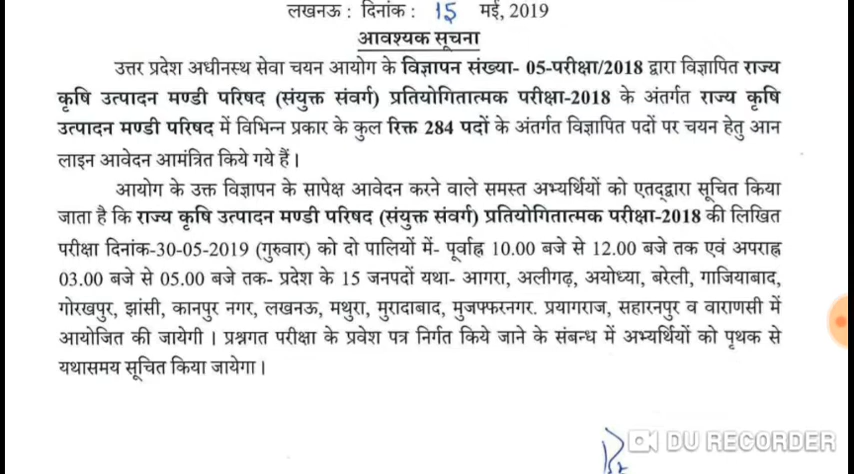 लखनऊ : दिनांक : 15 मई, 2019
आवश्यक सूचना
उत्तर प्रदेश अधीनस्थ सेवा चयन आयोग के विज्ञापन संख्या- 05-परीक्षा/2018 द्वारा विज्ञापित राज्य
कृषि उत्पादन मण्डी परिषद (संयुक्त संवर्ग) प्रतियोगितात्मक परीक्षा-2018 के अंतर्गत राज्य कृषि
उत्पादन मण्डी परिषद में विभिन्न प्रकार के कुल रिक्त 284 पदों के अंतर्गत विज्ञापित पदों पर चयन हेतु आन
लाइन आवेदन आमंत्रित किये गये हैं।
आयोग के उक्त विज्ञापन के सापेक्ष आवेदन करने वाले समस्त अभ्यर्थियों को एतद्द्वारा सूचित किया
जाता है कि राज्य कृषि उत्पादन मण्डी परिषद (संयुक्त संवर्ग) प्रतियोगितात्मक परीक्षा-2018 की लिखित
परीक्षा दिनांक-30-05-2019 (गुरुवार) को दो पालियों में- पूर्वाह्न 10.00 बजे से 12.00 बजे तक एवं अपराह्न
03.00 बजे से 05.00 बजे तक- प्रदेश के 15 जनपदों यथा- आगरा, अलीगढ़, अयोध्या, बरेली, गाजियाबाद,
गोरखपुर, झांसी, कानपुर नगर, लखनऊ, मथुरा, मुरादाबाद, मुजफ्फरनगर. प्रयागराज, सहारनपुर व वाराणसी में
आयोजित की जायेगी । प्रश्नगत परीक्षा के प्रवेश पत्र निर्गत किये जाने के संबन्ध में अभ्यर्थियों को पृथक से
यथासमय सूचित किया जायेगा।
DU RECORDER